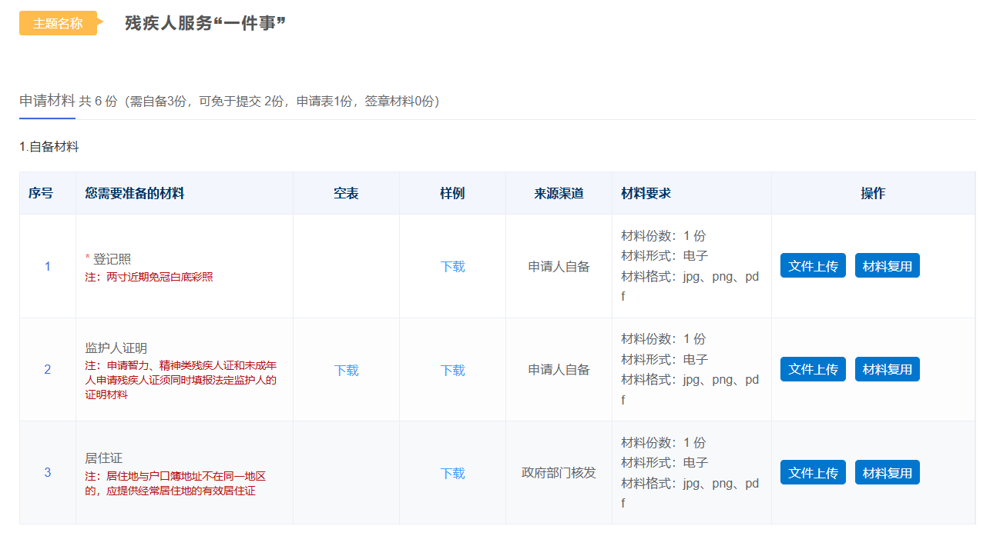 主题名称
残疾人服务“一件事”
申请材料 共 6 份（需自备3份，可免于提交 2份，申请表1份，签章材料0份）
1.自备材料
序号 您需要准备的材料 空表 样例 来源渠道 材料要求 操作
1
* 登记照
注：两寸近期免冠白底彩照
下载
申请人自备
材料份数：1 份
材料形式：电子
材料格式：jpg、png、pd
f
文件上传 材料复用
2
监护人证明
注：申请智力、精神类残疾人证和未成年
人申请残疾人证须同时填报法定监护人的
证明材料
下载
下载
申请人自备
材料份数：1 份
材料形式：电子
材料格式：jpg、png、pd
f
文件上传 材料复用
3
居住证
注：居住地与户口簿地址不在同一地区
的，应提供经常居住地的有效居住证
下载
政府部门核发
材料份数：1 份
材料形式：电子
材料格式：jpg、png、pd
f
文件上传 材料复用